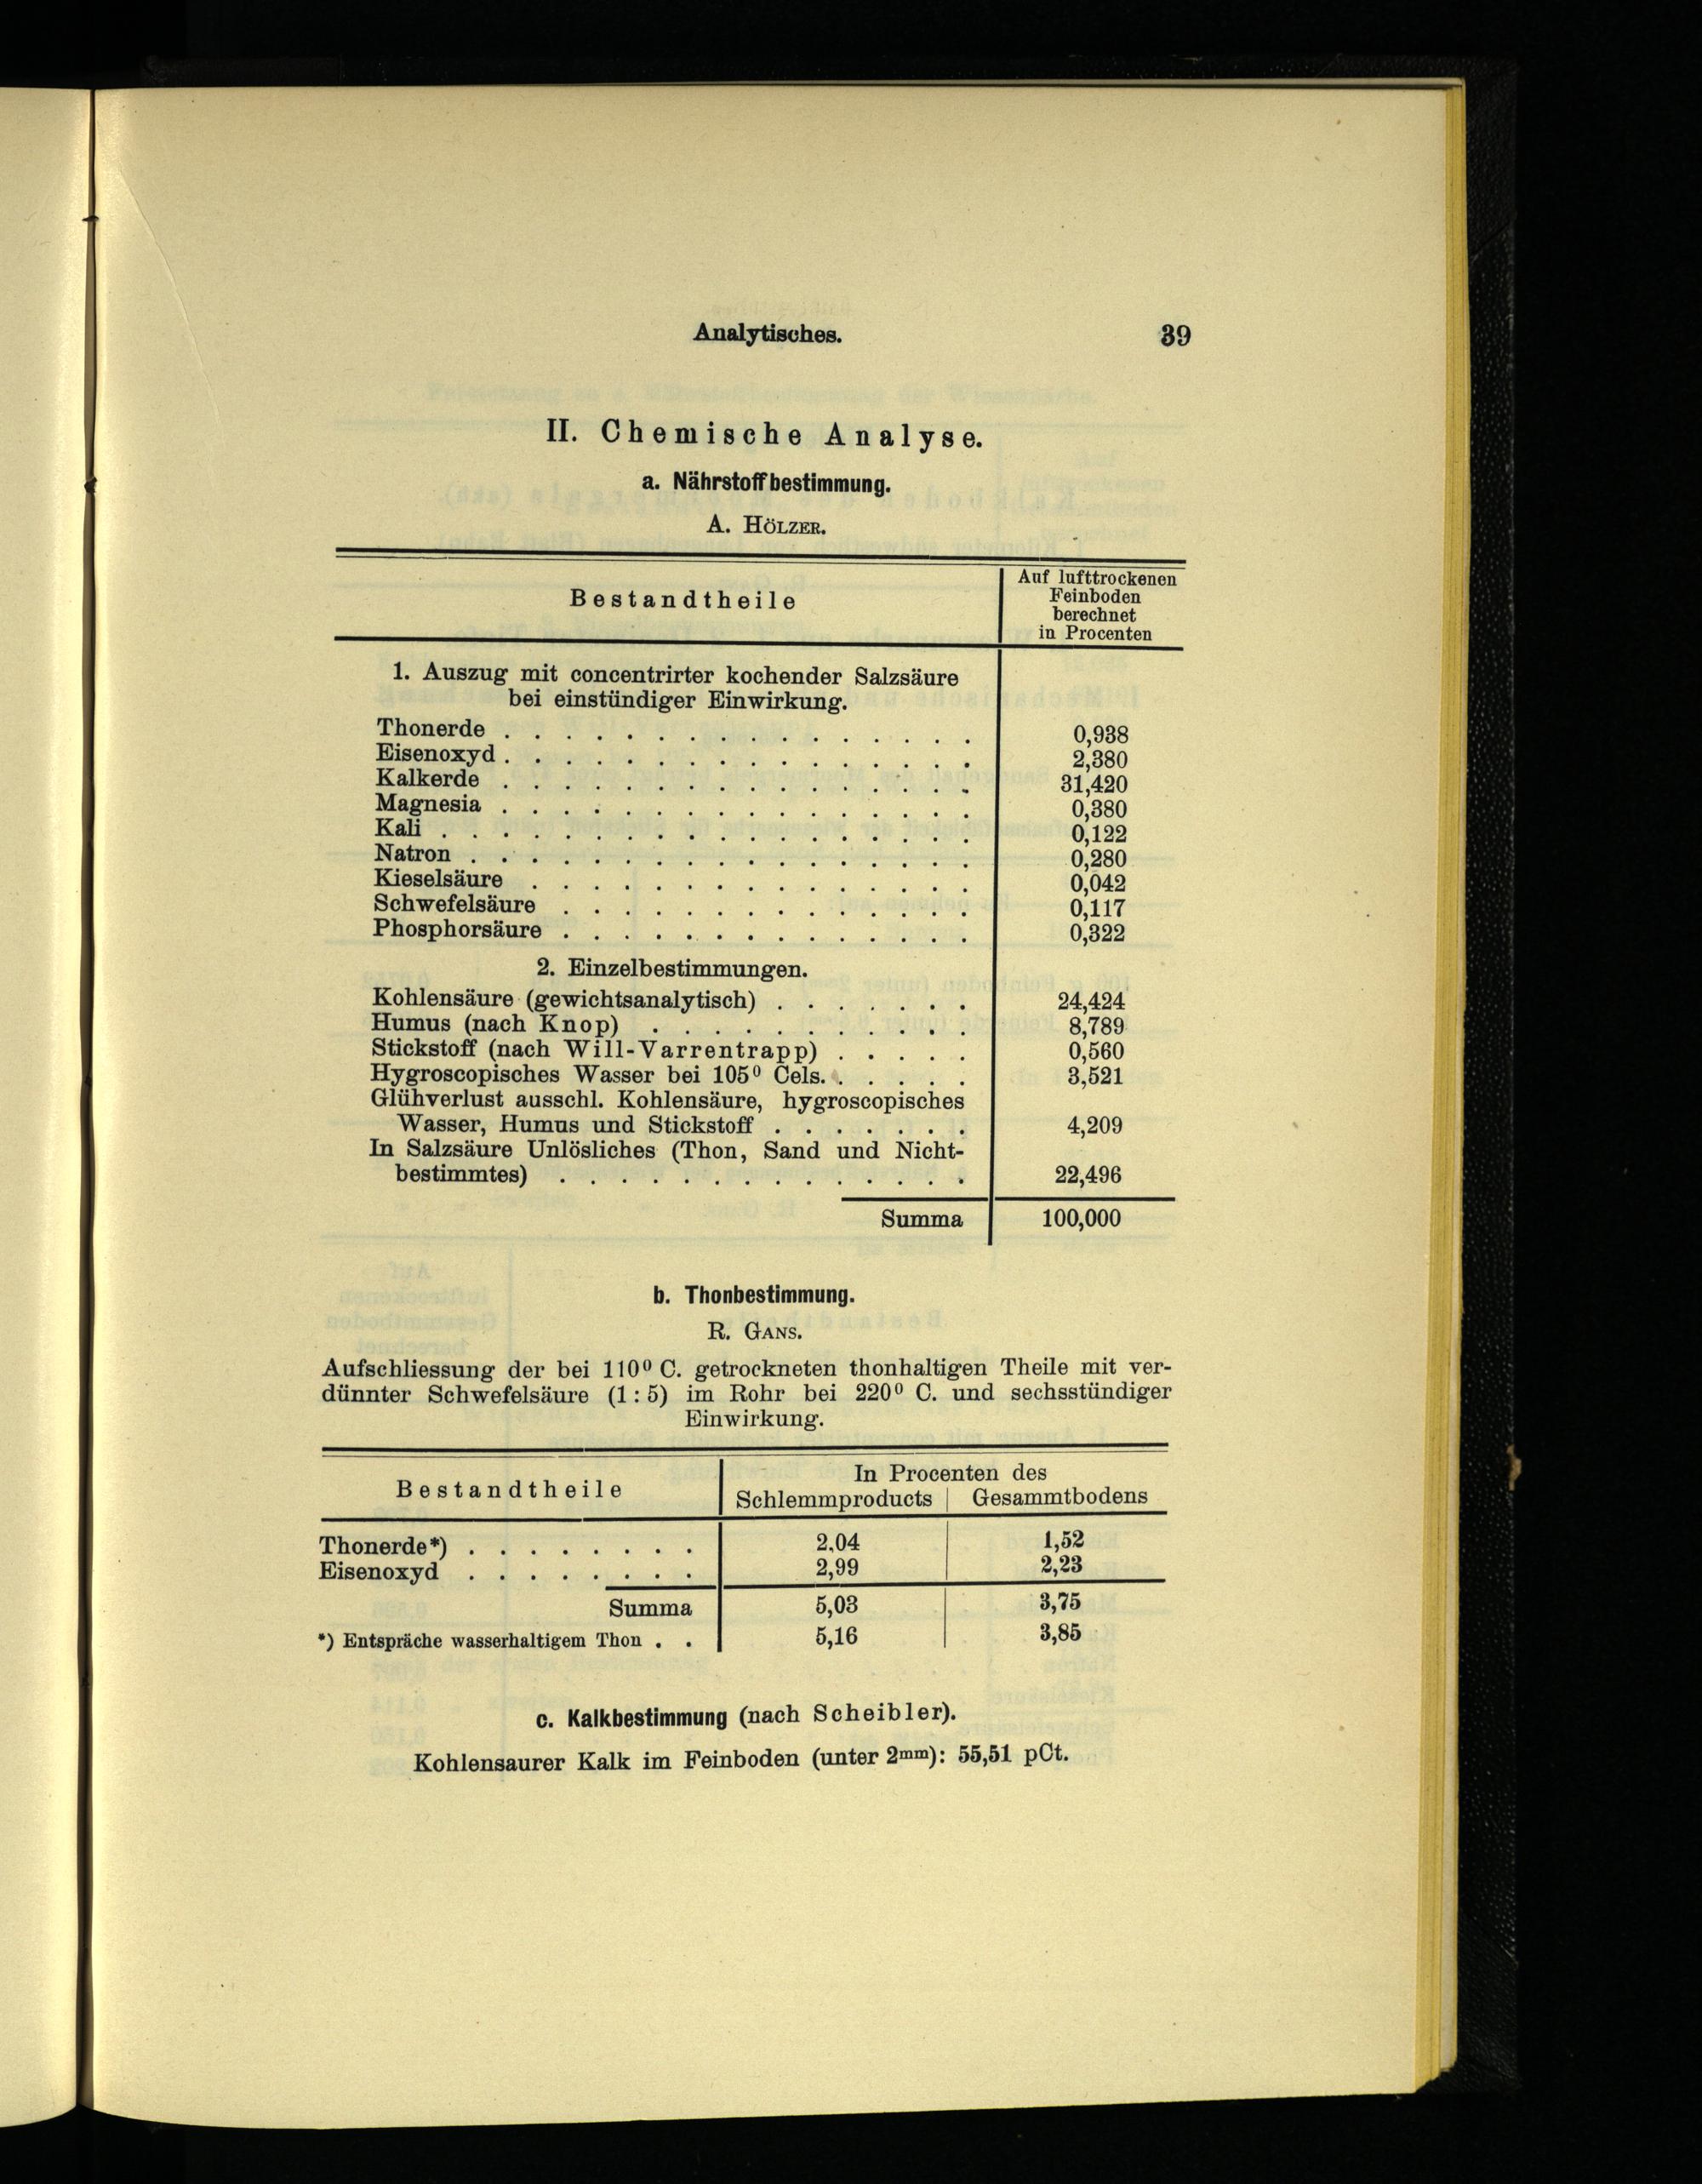 Analytisches. 39
II. Chemische Analyse.
a. Nährstoffbestimmung.
A. Hölzer.
Bestandtheile
Auf lufttrockenen
Feinboden
berechnet
in Procenten
1. Auszug mit concentrirter kochender Salzsäure
bei einstündiger Einwirkung.
Thonerde . . . . . . . . . . . . . . . . 0,938
Eisenoxyd . . . . . . . . . . . . . . . . 2,380
Kalkerde . . . . . . . . . . . . . . . . 31,420
Magnesia . . . . . . . . . . . . . . . . 0,380
Kali . . . . . . . . . . . . . . . . . . 0,122
Natron . . . . . . . . . . . . . . . . . 0,280
Kieselsäure . . . . . . . . . . . . . . . 0,042
Schwefelsäure . . . . . . . . . . . . . . 0,117
Phosphorsäure . . . . . . . . . . . . . . 0,322
2. Einzelbestimmungen.
Kohlensäure (gewichtsanalytisch) . . . . . . . 24,424
Humus (nach Knop) . . . . . . . . . . . 8,789
Stickstoff (nach Will-Varrentrapp) . . . . . 0,560
Hygroscopisches Wasser bei 105⁰ Cels. . . . . . 3,521
Glühverlust ausschl. Kohlensäure, hygroscopisches
Wasser, Humus und Stickstoff . . . . . . . 4,209
In Salzsäure Unlösliches (Thon, Sand und Nicht-
bestimmtes) . . . . . . . . . . . . . . 22,496
Summa 100,000
b. Thonbestimmung.
R. Gans.
Aufschliessung der bei 110⁰ C. getrockneten thonhaltigen Theile mit ver-
dünnter Schwefelsäure (1 : 5) im Rohr bei 220⁰ C. und sechsstündiger
Einwirkung.
Bestandtheile
In Procenten des
Schlemmproducts | Gesammtbodens
Thonerde*) . . . . . . . . 2,04 1,52
Eisenoxyd . . . . . . . . 2,99 2,23
Summa 5,03 3,75
*) Entspräche wasserhaltigem Thon . . 5,16 3,85
c. Kalkbestimmung (nach Scheibler).
Kohlensaurer Kalk im Feinboden (unter 2mm): 55,51 pCt.